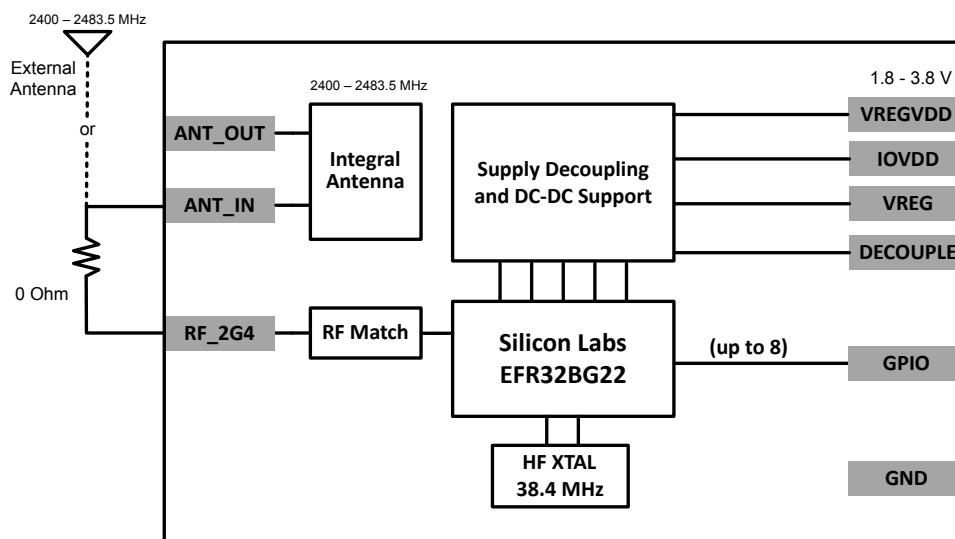 2400 – 2483.5 MHz
External
Antenna
or
0 Ohm
ANT_OUT
ANT_IN
RF_2G4
2400 – 2483.5 MHz
Integral
Antenna
RF Match
Supply Decoupling
and DC-DC Support
Silicon Labs
EFR32BG22
HF XTAL
38.4 MHz
(up to 8)
1.8 - 3.8 V
VREGVDD
IOVDD
VREG
DECOUPLE
GPIO
GND